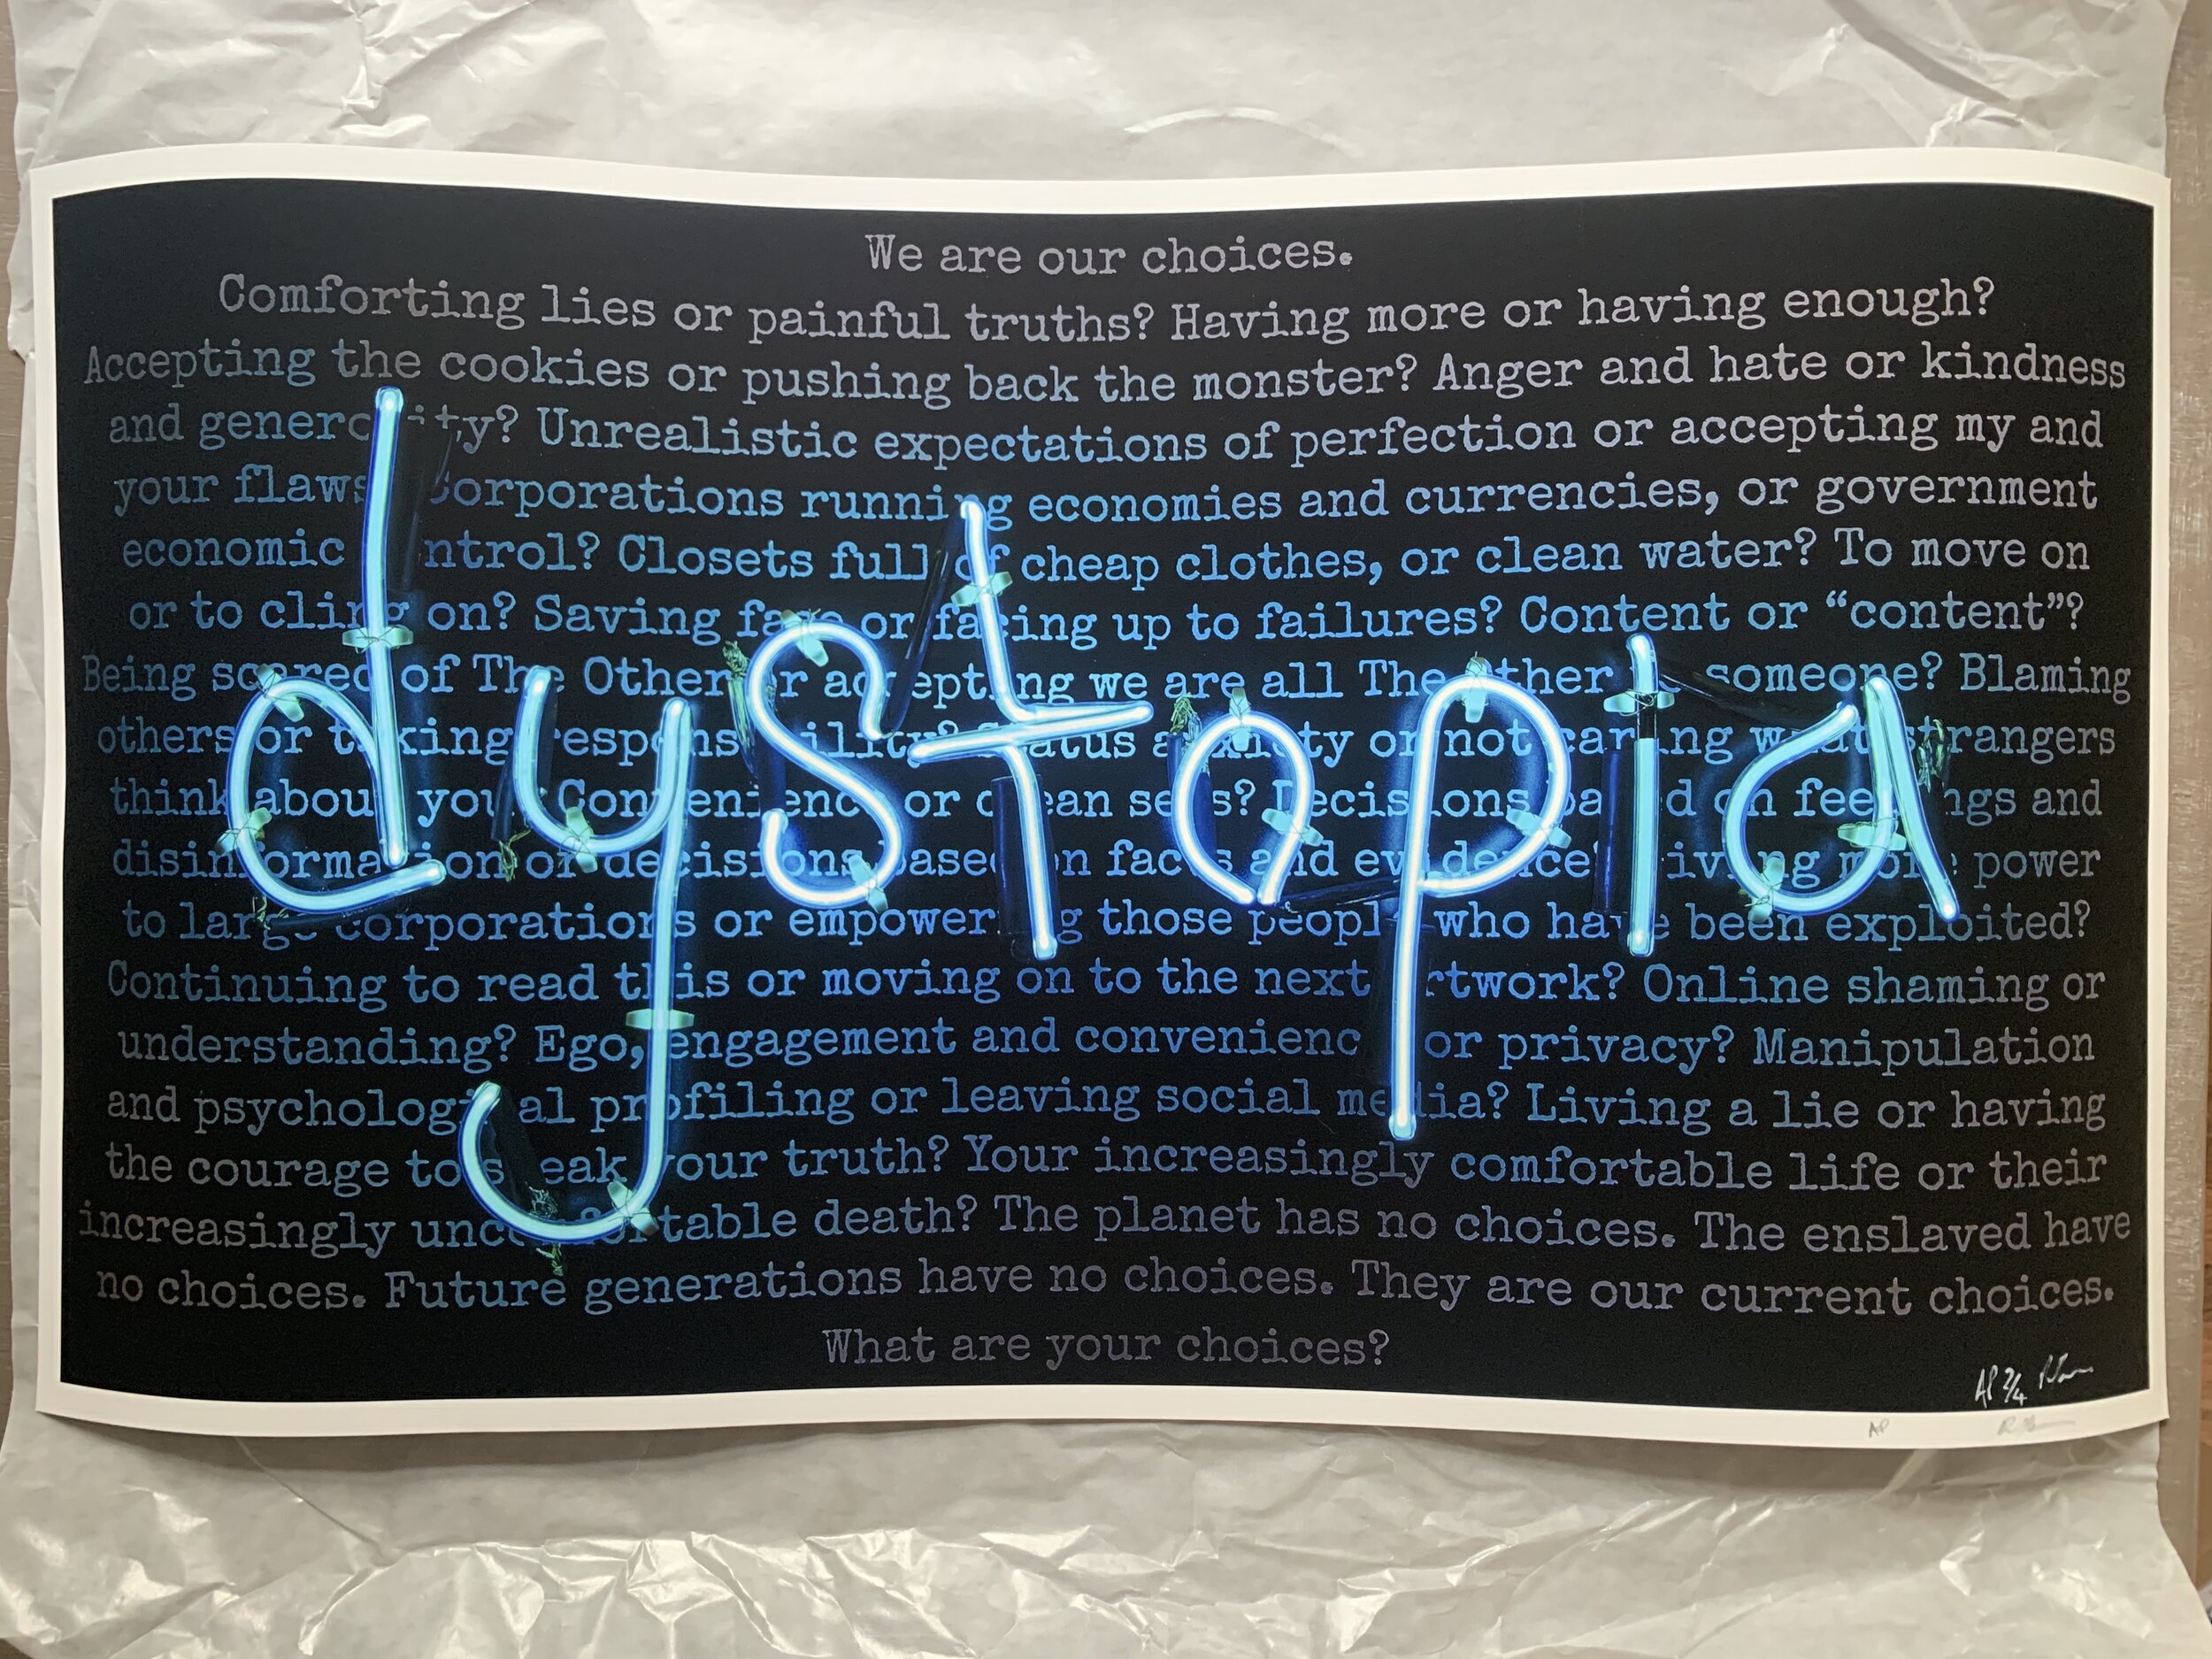 dystopia
We are our choices.
Comforting lies or painful truths? Having more or having enough?
Accepting the cookies or pushing back the monster? Anger and hate or kindness
and generosity? Unrealistic expectations of perfection or accepting my and
your flaws? Corporations running economies and currencies, or government
economic control? Closets full of cheap clothes, or clean water? To move on
or to cling on? Saving face or facing up to failures? Content or “content”?
Being scared of The Other or accepting we are all The Other to someone? Blaming
others or taking responsibility? Status anxiety or not caring what strangers
think about you? Convenience or clean seas? Decisions based on feelings and
disinformation or decisions based on facts and evidence? Giving more power
to large corporations or empowering those people who have been exploited?
Continuing to read this or moving on to the next artwork? Online shaming or
understanding? Ego, engagement and convenience or privacy? Manipulation
and psychological profiling or leaving social media? Living a lie or having
the courage to speak your truth? Your increasingly comfortable life or their
increasingly uncomfortable death? The planet has no choices. The enslaved have
no choices. Future generations have no choices. They are our current choices.
What are your choices?
AP 2/4
AP